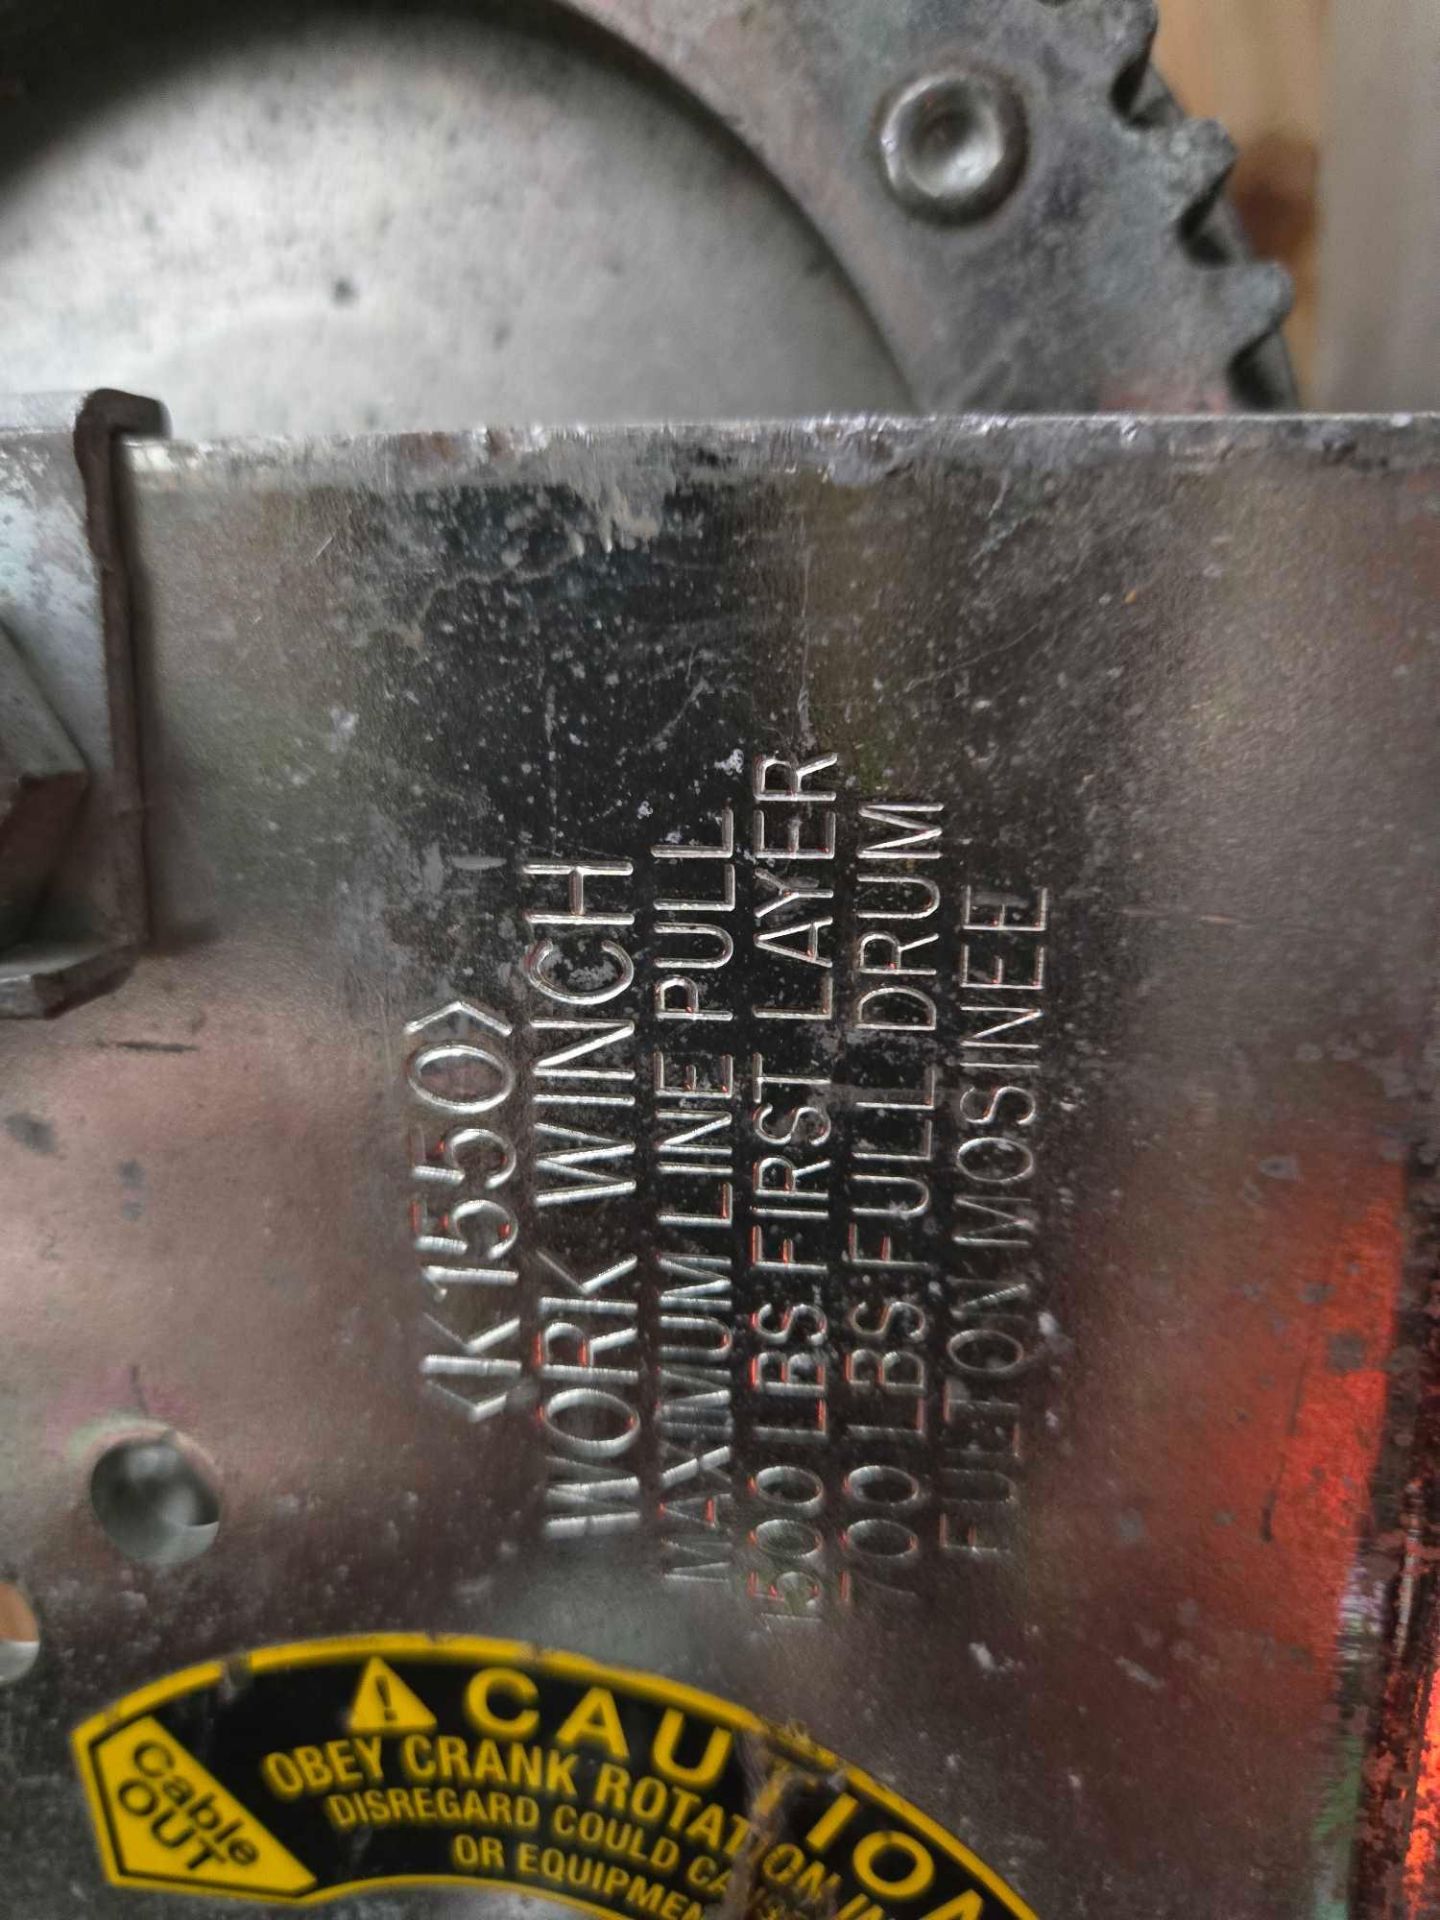 <K1550>
WORK WINCH
MAXIMUM LINE PULL
1500 LBS FIRST LAYER
700 LBS FULL DRUM
FULTON MOSINEE
CAUTION
Cable
OUT
OBEY CRANK ROTATION
DISREGARD COULD
OR